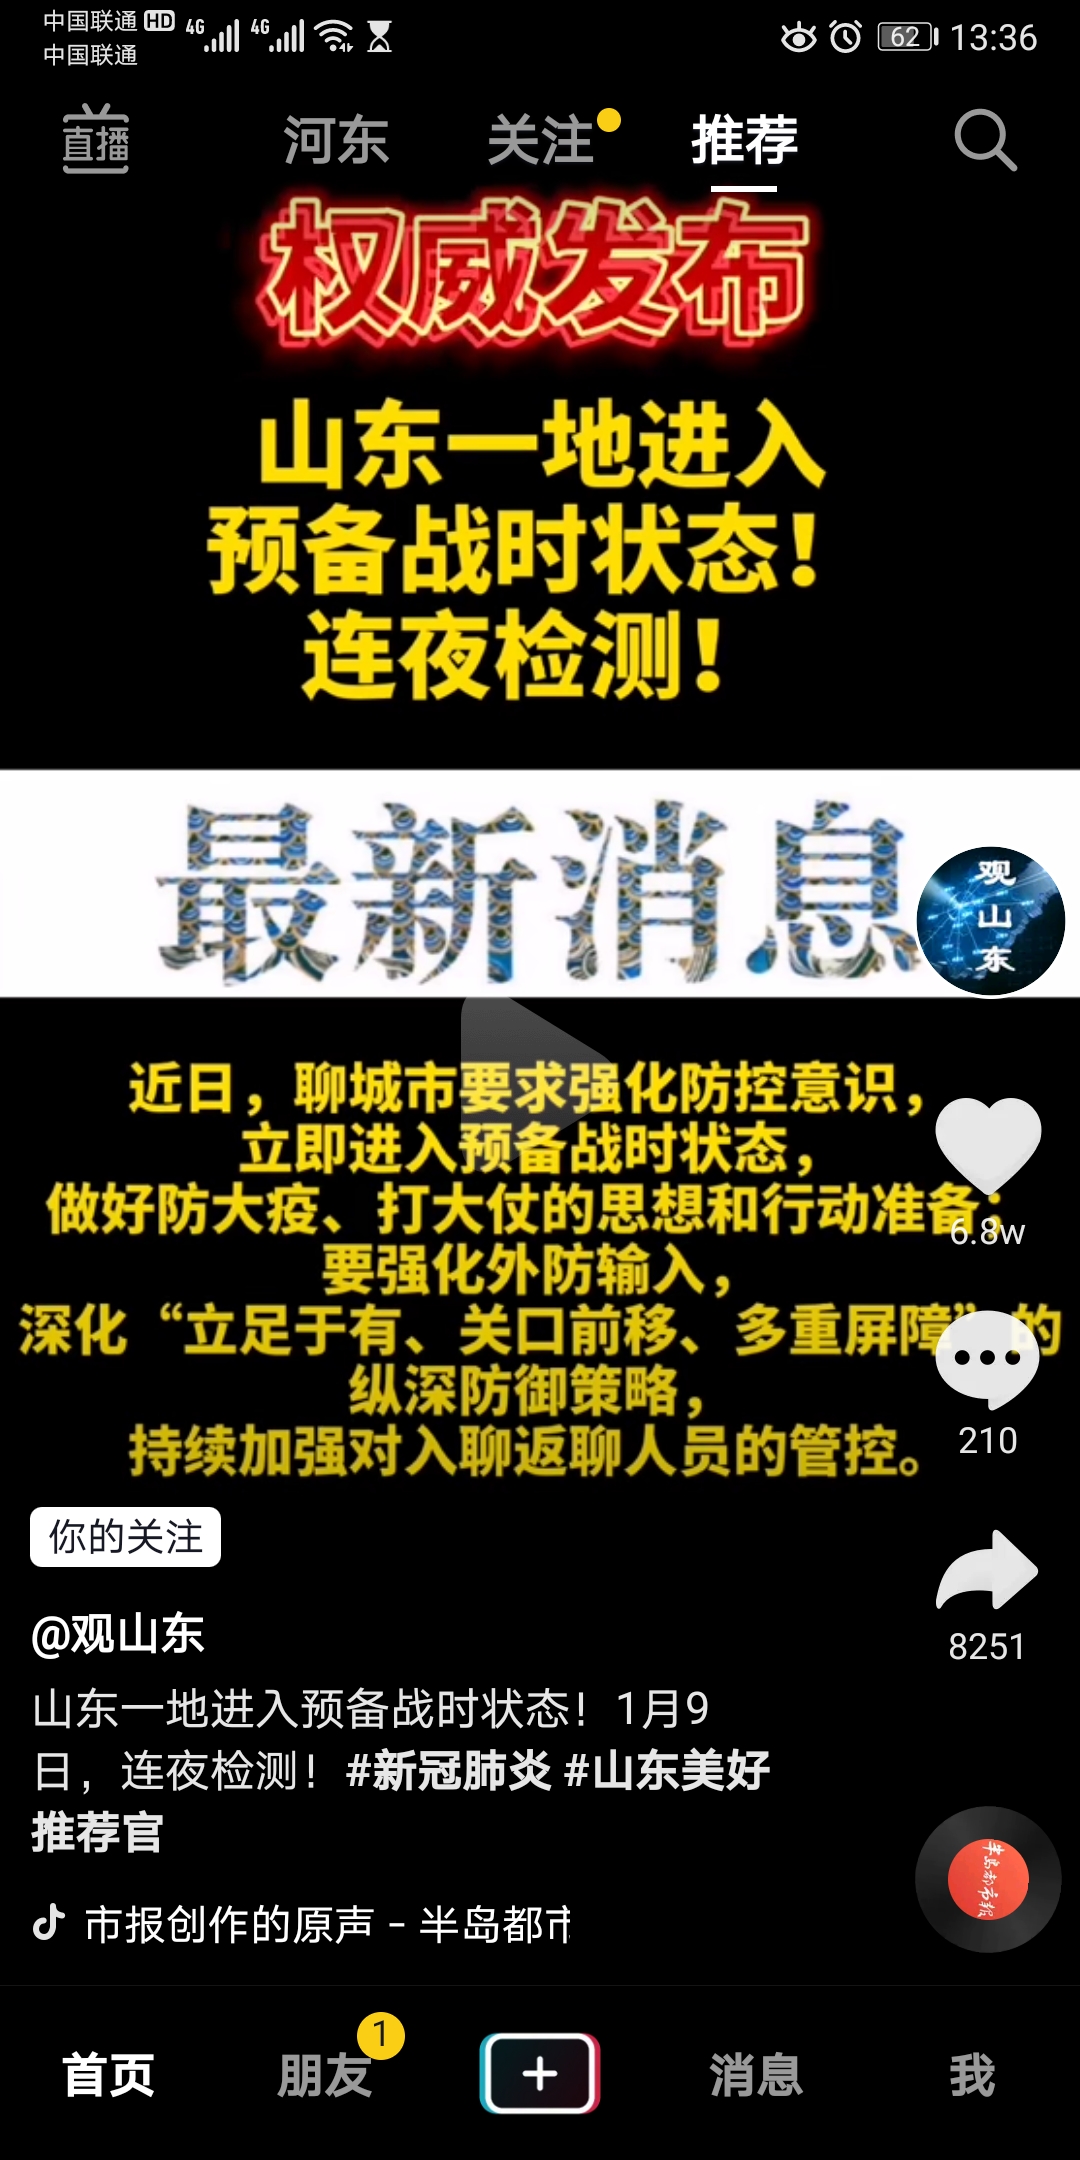 中国联通 HD 4G 4G 62 13:36
中国联通
直播 河东 关注 推荐
权威发布
山东一地进入
预备战时状态！
连夜检测！
最新消息
观山东
近日，聊城市要求强化防控意识，
立即进入预备战时状态，
做好防大疫、打大仗的思想和行动准备；
6.8w
要强化外防输入，
深化“立足于有、关口前移、多重屏障”的
纵深防御策略，
持续加强对入聊返聊人员的管控。
210
你的关注
@观山东
8251
山东一地进入预备战时状态！1月9
日，连夜检测！#新冠肺炎 #山东美好
推荐官
半岛都市报
市报创作的原声 - 半岛都市
首页 朋友 1 消息 我